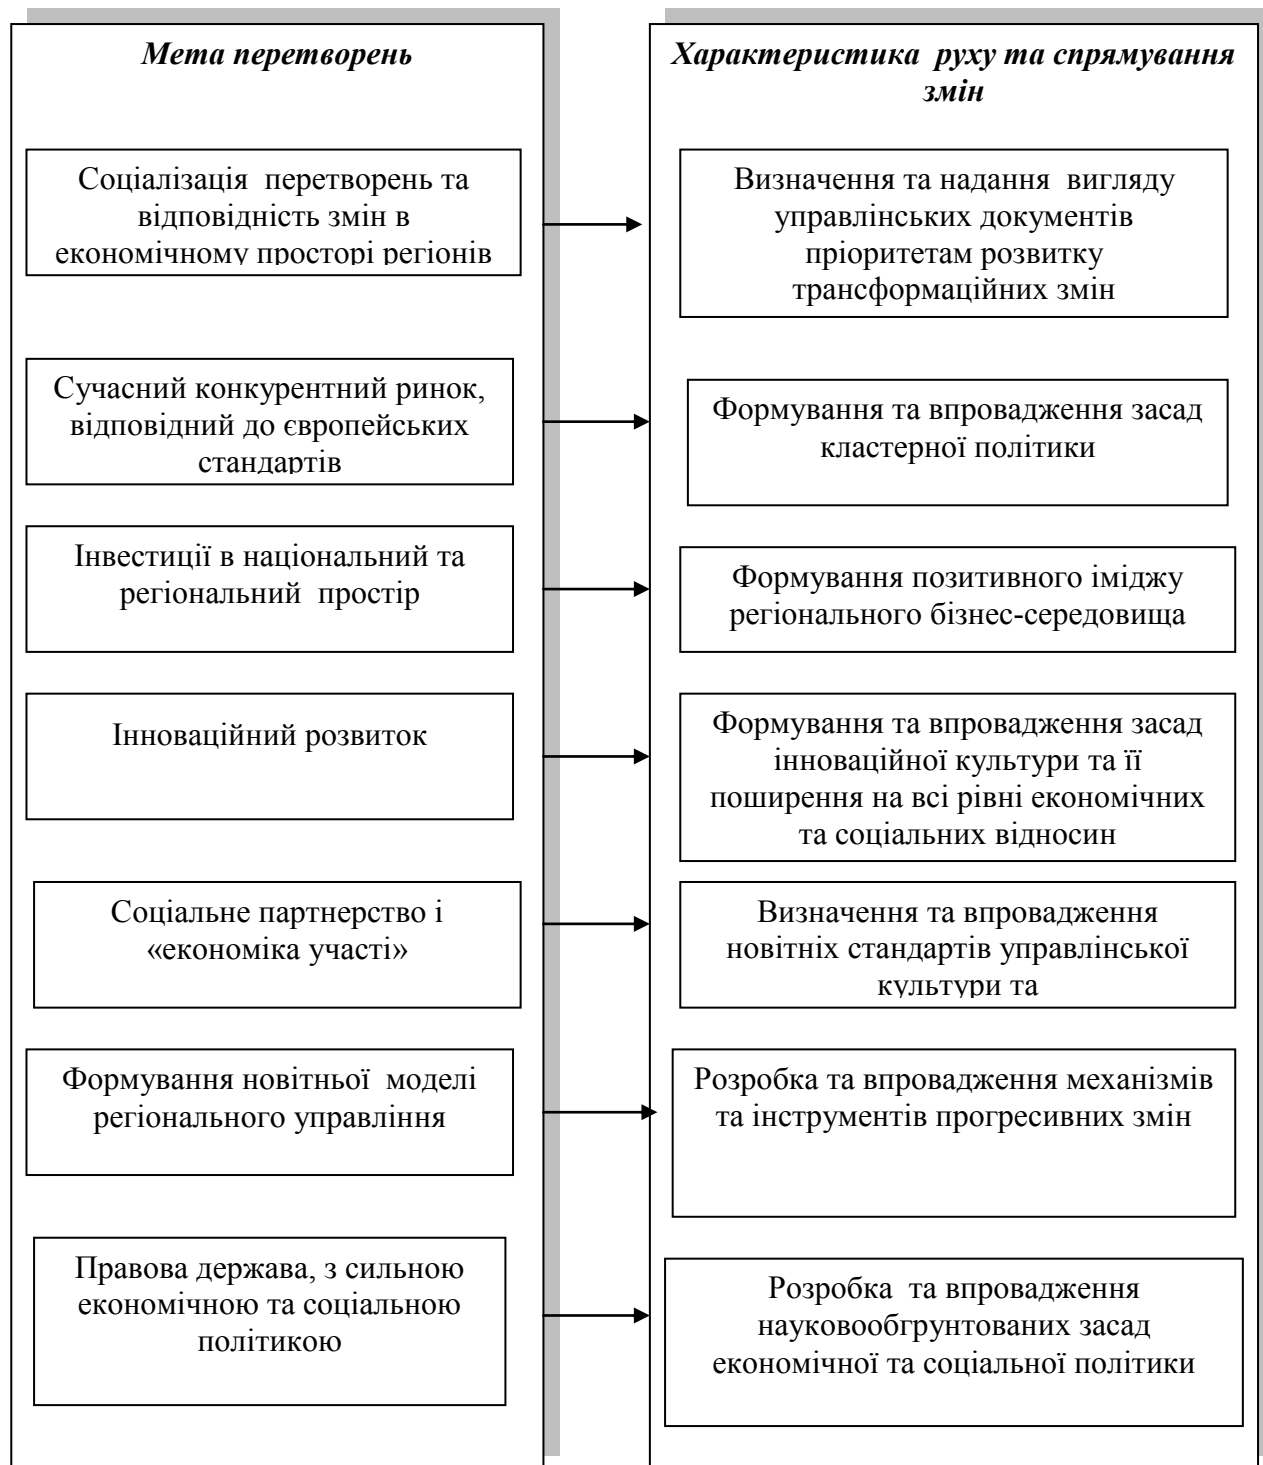 Мета перетворень
Соціалізація перетворень та
відповідність змін в
економічному просторі регіонів
Сучасний конкурентний ринок,
відповідний до європейських
стандартів
Інвестиції в національний та
регіональний простір
Інноваційний розвиток
Соціальне партнерство і
«економіка участі»
Формування новітньої моделі
регіонального управління
Правова держава, з сильною
економічною та соціальною
політикою
Характеристика руху та спрямування
змін
Визначення та надання вигляду
управлінських документів
пріоритетам розвитку
трансформаційних змін
Формування та впровадження засад
кластерної політики
Формування позитивного іміджу
регіонального бізнес-середовища
Формування та впровадження засад
інноваційної культури та її
поширення на всі рівні економічних
та соціальних відносин
Визначення та впровадження
новітніх стандартів управлінської
культури та
Розробка та впровадження механізмів
та інструментів прогресивних змін
Розробка та впровадження
науковообгрунтованих засад
економічної та соціальної політики